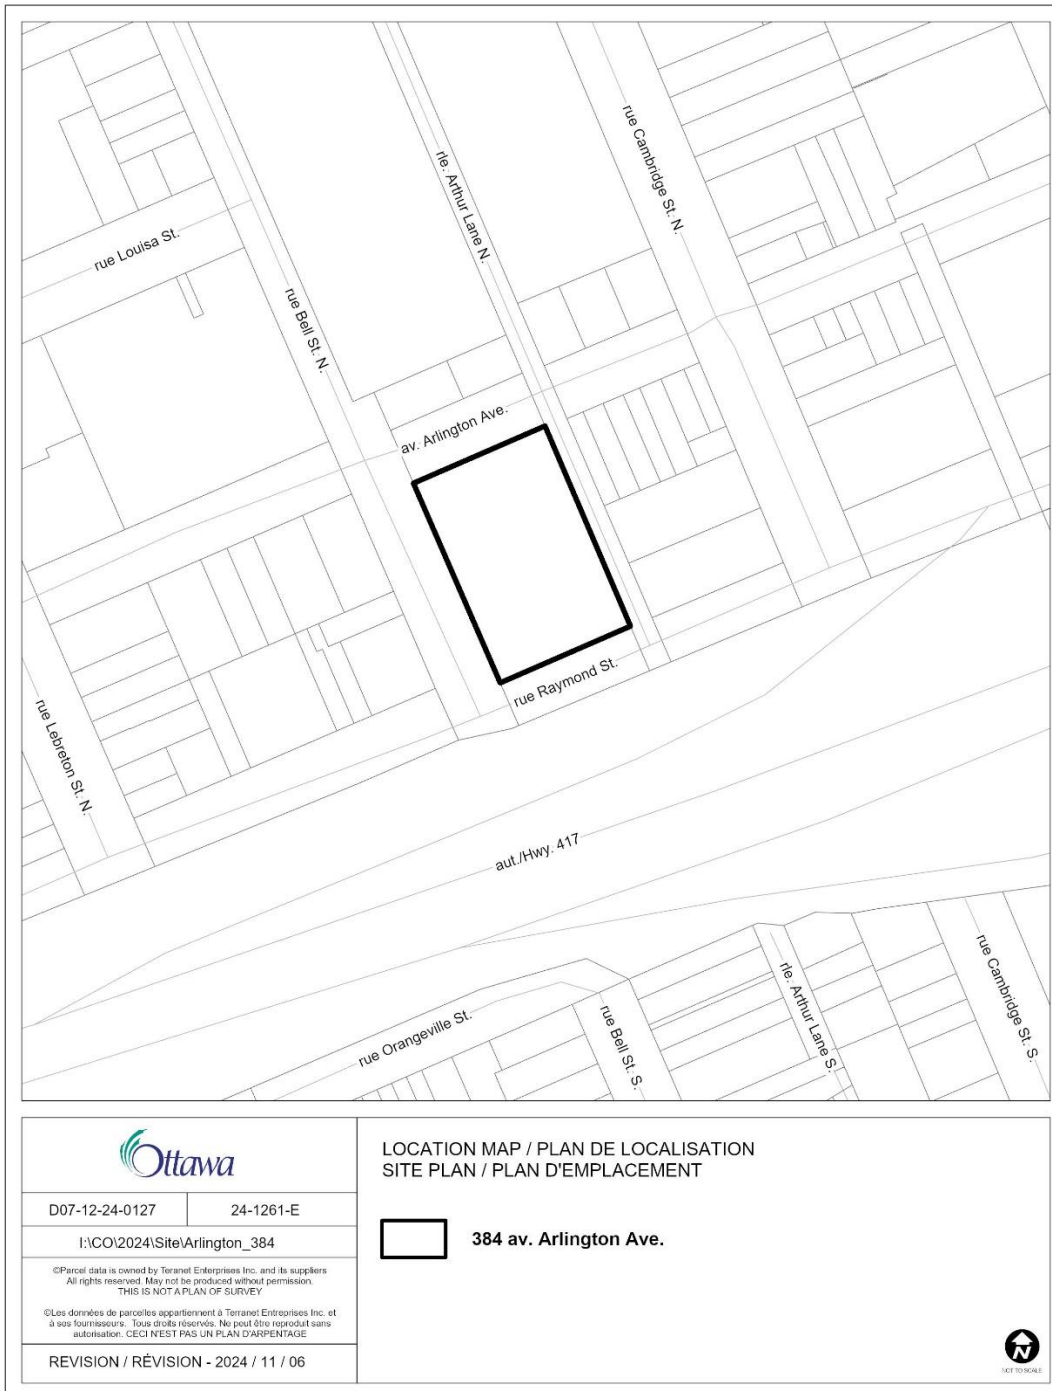 rue Cambridge St. N.
rle. Arthur Lane N.
rue Louisa St.
rue Bell St. N.
av. Arlington Ave.
rue Raymond St.
rue Lebreton St. N.
aut./Hwy. 417
rue Orangeville St.
rue Bell St. S.
rle. Arthur Lane S.
rue Cambridge St. S.
Ottawa
D07-12-24-0127
24-1261-E
I:\CO\2024\Site\Arlington_384
©Parcel data is owned by Teranet Enterprises Inc. and its suppliers
All rights reserved. May not be produced without permission.
THIS IS NOT A PLAN OF SURVEY
©Les données de parcelles appartiennent à Terranet Entreprises Inc. et
à ses fournisseurs. Tous droits réservés. Ne peut être reproduit sans
autorisation. CECI N'EST PAS UN PLAN D'ARPENTAGE
REVISION / RÉVISION - 2024 / 11 / 06
LOCATION MAP / PLAN DE LOCALISATION
SITE PLAN / PLAN D'EMPLACEMENT
384 av. Arlington Ave.
N
NOT TO SCALE